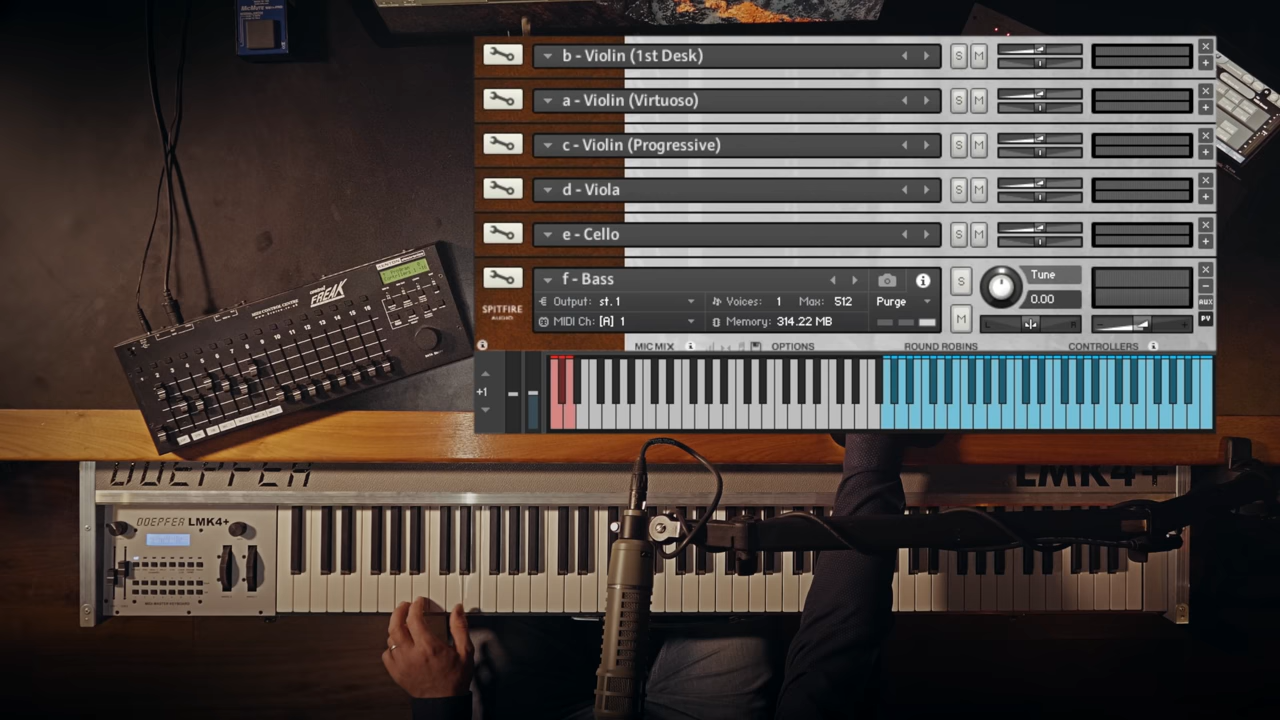 b - Violin (1st Desk)
S M
a - Violin (Virtuoso)
S M
c - Violin (Progressive)
S M
d - Viola
S M
e - Cello
S M
f - Bass
S
Tune
SPITFIRE
AUDIO
Output: st. 1
Voices: 1 Max: 512
Purge
0.00
AUX
MIDI Ch: [A] 1
Memory: 314.22 MB
M
L R
PV
MIC MIX
OPTIONS
ROUND ROBINS
CONTROLLERS
+1
FREAK
DOEPFER
LMK4+
DOEPFER LMK4+